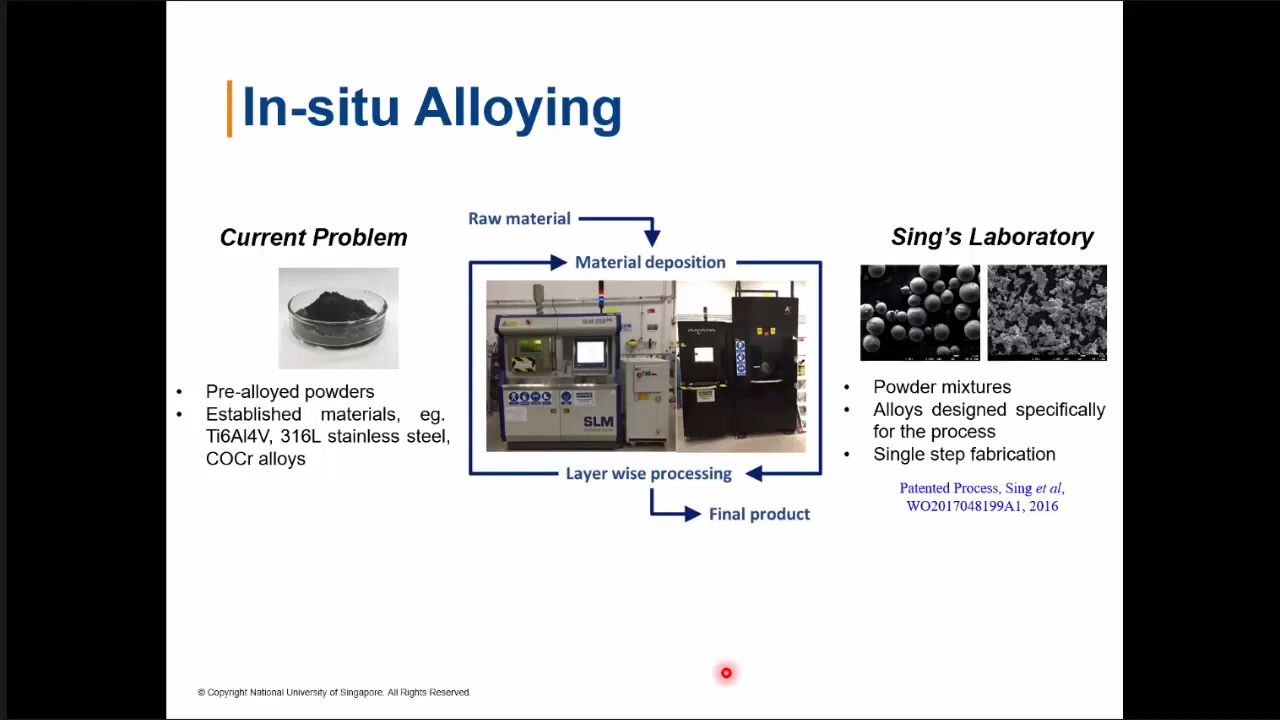 In-situ Alloying
Current Problem
• Pre-alloyed powders
• Established materials, eg.
Ti6Al4V, 316L stainless steel,
COCr alloys
Raw material
Material deposition
SLM
Layer wise processing
Final product
Sing's Laboratory
• Powder mixtures
• Alloys designed specifically
for the process
• Single step fabrication
Patented Process, Sing et al,
WO2017048199A1, 2016
© Copyright National University of Singapore. All Rights Reserved.